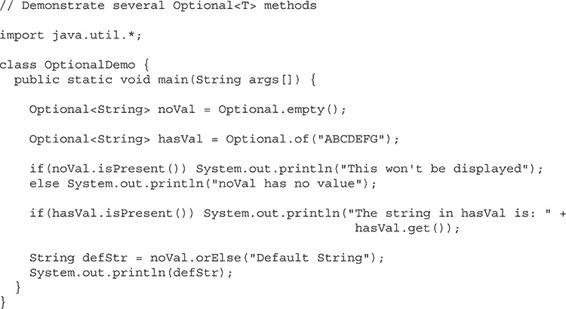 // Demonstrate several Optional<T> methods
import java.util.*;
class OptionalDemo {
  public static void main(String args[]) {
    Optional<String> noVal = Optional.empty();
    Optional<String> hasVal = Optional.of("ABCDEFG");
    if(noVal.isPresent()) System.out.println("This won't be displayed");
    else System.out.println("noVal has no value");
    if(hasVal.isPresent()) System.out.println("The string in hasVal is: " +
                                               hasVal.get());
    String defStr = noVal.orElse("Default String");
    System.out.println(defStr);
  }
}